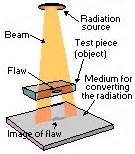 Radiation
source
Beam
Test piece
(object)
Flaw
Medium for
converting
the radiation
Image of flaw